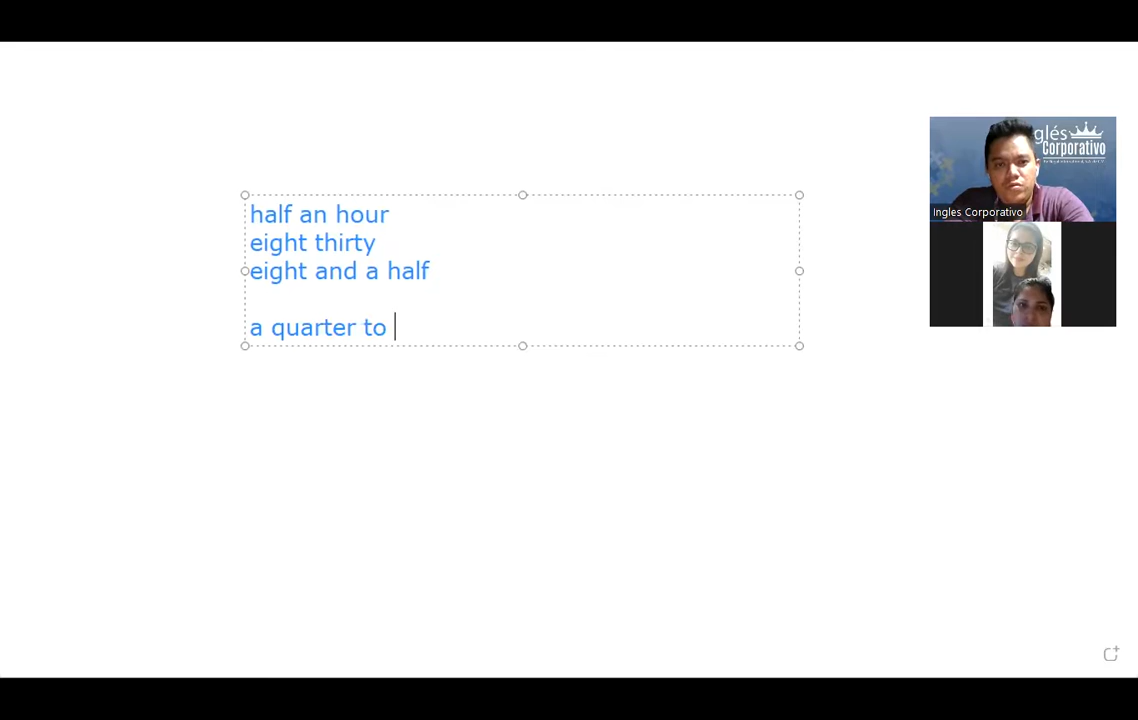 half an hour
eight thirty
eight and a half
a quarter to
glés
Corporativo
Ingles Corporativo